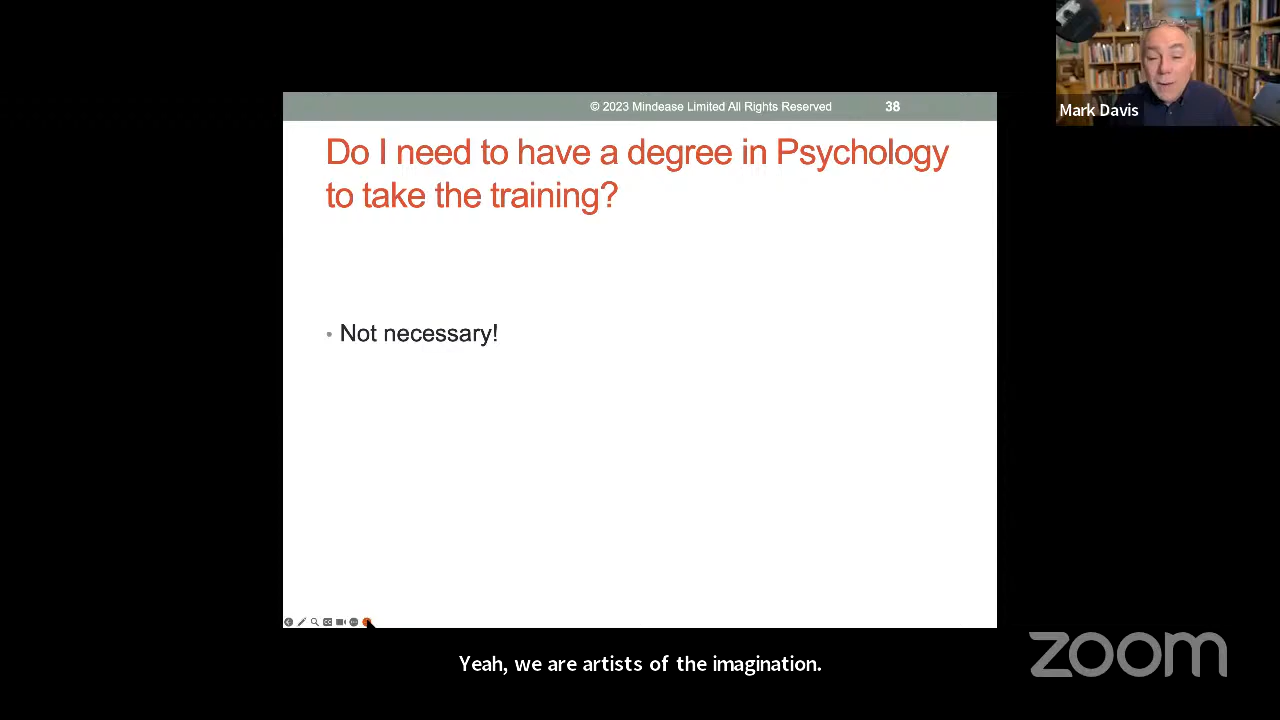 © 2023 Mindease Limited All Rights Reserved 38
Mark Davis
Do I need to have a degree in Psychology
to take the training?
• Not necessary!
Yeah, we are artists of the imagination.
zoom